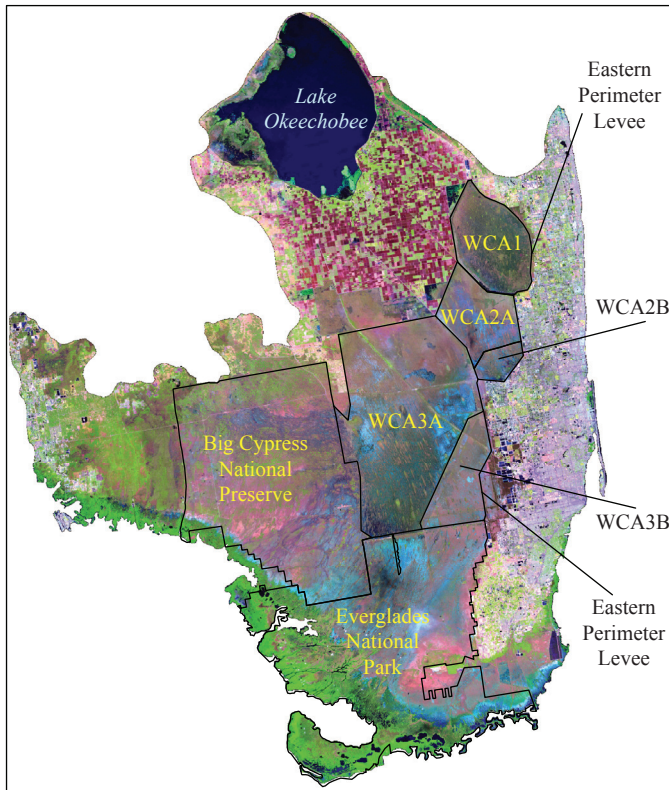 Lake
Okeechobee
Eastern
Perimeter
Levee
WCA1
WCA2A
WCA2B
WCA3A
Big Cypress
National
Preserve
WCA3B
Everglades
National
Park
Eastern
Perimeter
Levee